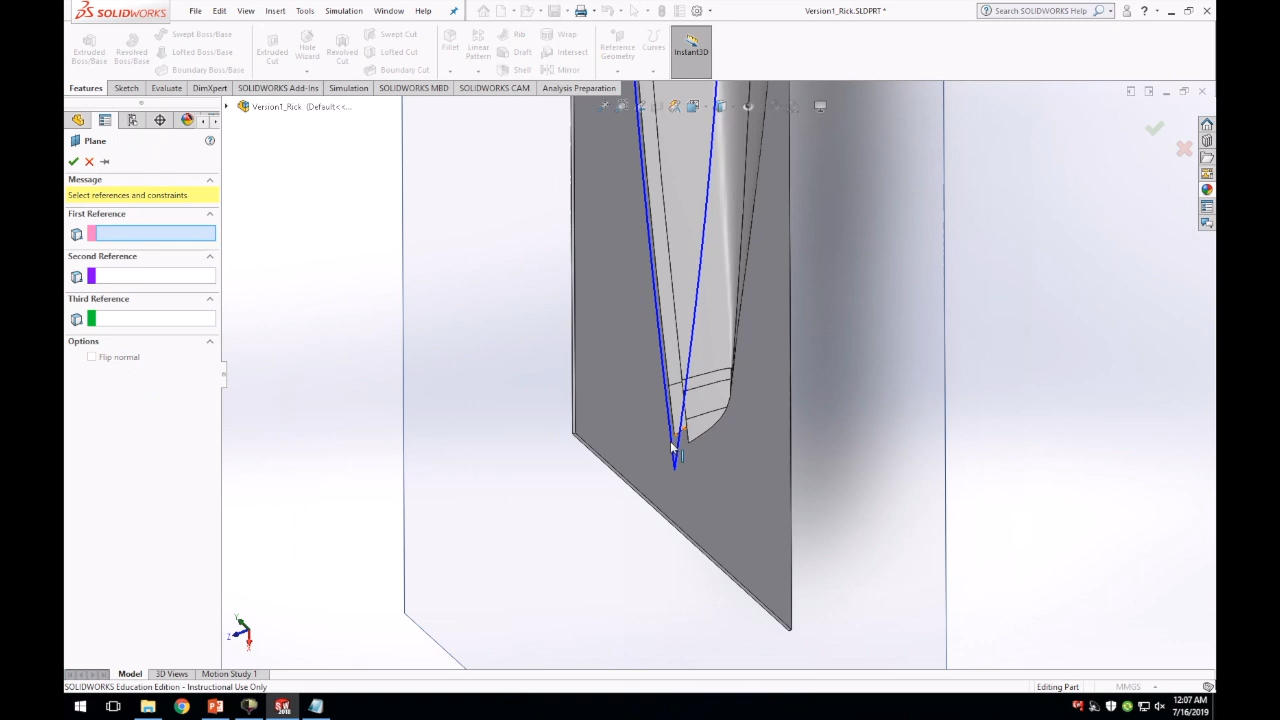 SOLIDWORKS File Edit View Insert Tools Simulation Window Help Version1_Rick.SLDPRT * Search SOLIDWORKS Help
Extruded Boss/Base
Revolved Boss/Base
Swept Boss/Base
Lofted Boss/Base
Boundary Boss/Base
Extruded Cut
Hole Wizard
Revolved Cut
Swept Cut
Lofted Cut
Boundary Cut
Fillet
Linear Pattern
Rib
Draft
Shell
Wrap
Intersect
Mirror
Reference Geometry
Curves
Instant3D
Features Sketch Evaluate DimXpert SOLIDWORKS Add-Ins Simulation SOLIDWORKS MBD SOLIDWORKS CAM Analysis Preparation
Version1_Rick (Default<<...
Plane
Message
Select references and constraints
First Reference
Second Reference
Third Reference
Options
Flip normal
Y
Z
X
Model 3D Views Motion Study 1
SOLIDWORKS Education Edition - Instructional Use Only Editing Part MMGS
12:07 AM
7/16/2019